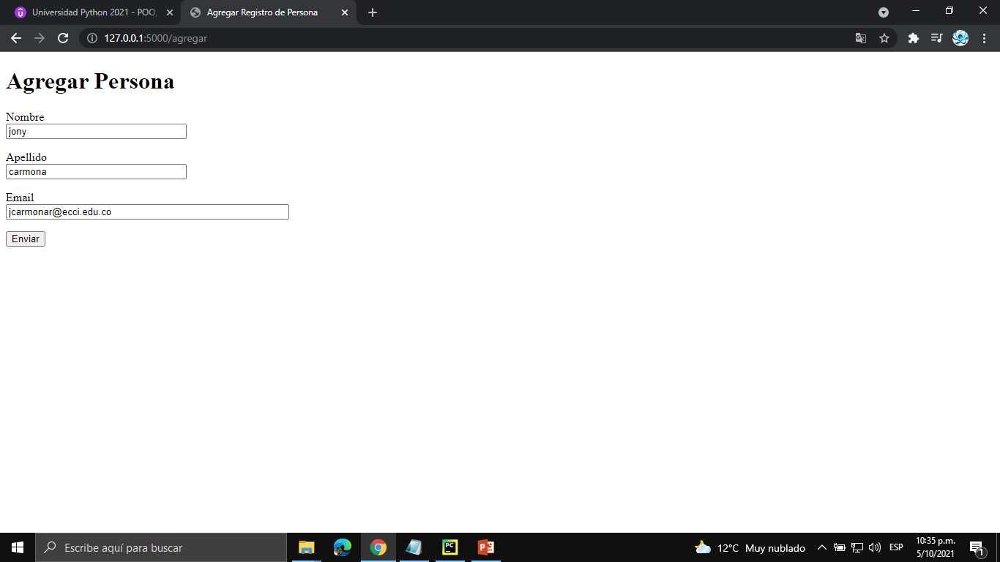 Universidad Python 2021 - POO,
Agregar Registro de Persona
127.0.0.1:5000/agregar
Agregar Persona
Nombre
jony
Apellido
carmona
Email
jcarmonar@ecci.edu.co
Enviar
Escribe aquí para buscar
PC
P
12°C Muy nublado
ESP
10:35 p.m.
5/10/2021
1